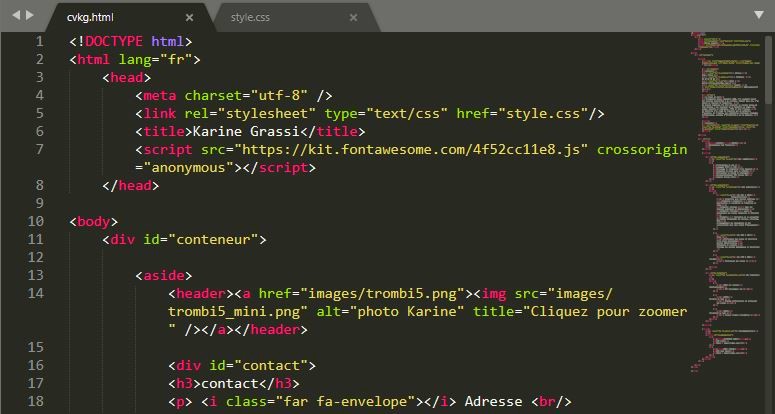 cvkg.html
style.css
1 <!DOCTYPE html>
2 <html lang="fr">
3 <head>
4 <meta charset="utf-8" />
5 <link rel="stylesheet" type="text/css" href="style.css"/>
6 <title>Karine Grassi</title>
7 <script src="https://kit.fontawesome.com/4f52cc11e8.js" crossorigin
="anonymous"></script>
8 </head>
9
10 <body>
11 <div id="conteneur">
12
13 <aside>
14 <header><a href="images/trombi5.png"><img src="images/
trombi5_mini.png" alt="photo Karine" title="Cliquez pour zoomer
" /></a></header>
15
16 <div id="contact">
17 <h3>contact</h3>
18 <p> <i class="far fa-envelope"></i> Adresse <br/>